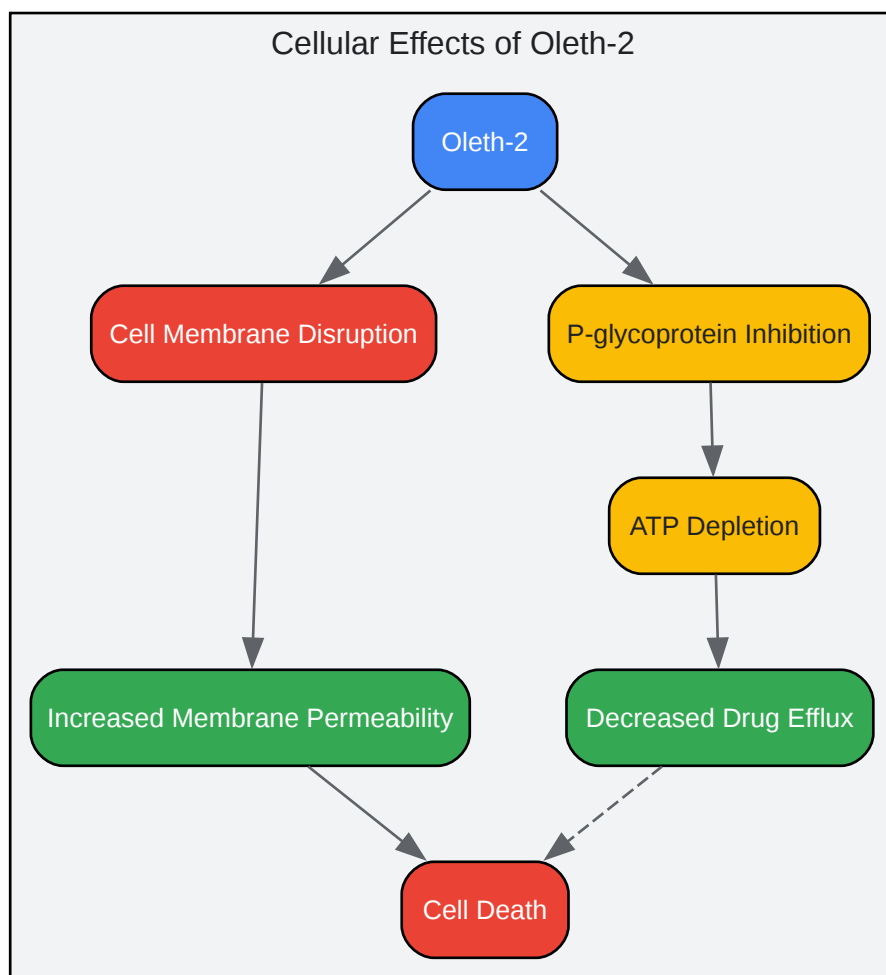 Cellular Effects of Oleth-2
Oleth-2
Cell Membrane Disruption
P-glycoprotein Inhibition
ATP Depletion
Increased Membrane Permeability
Decreased Drug Efflux
Cell Death